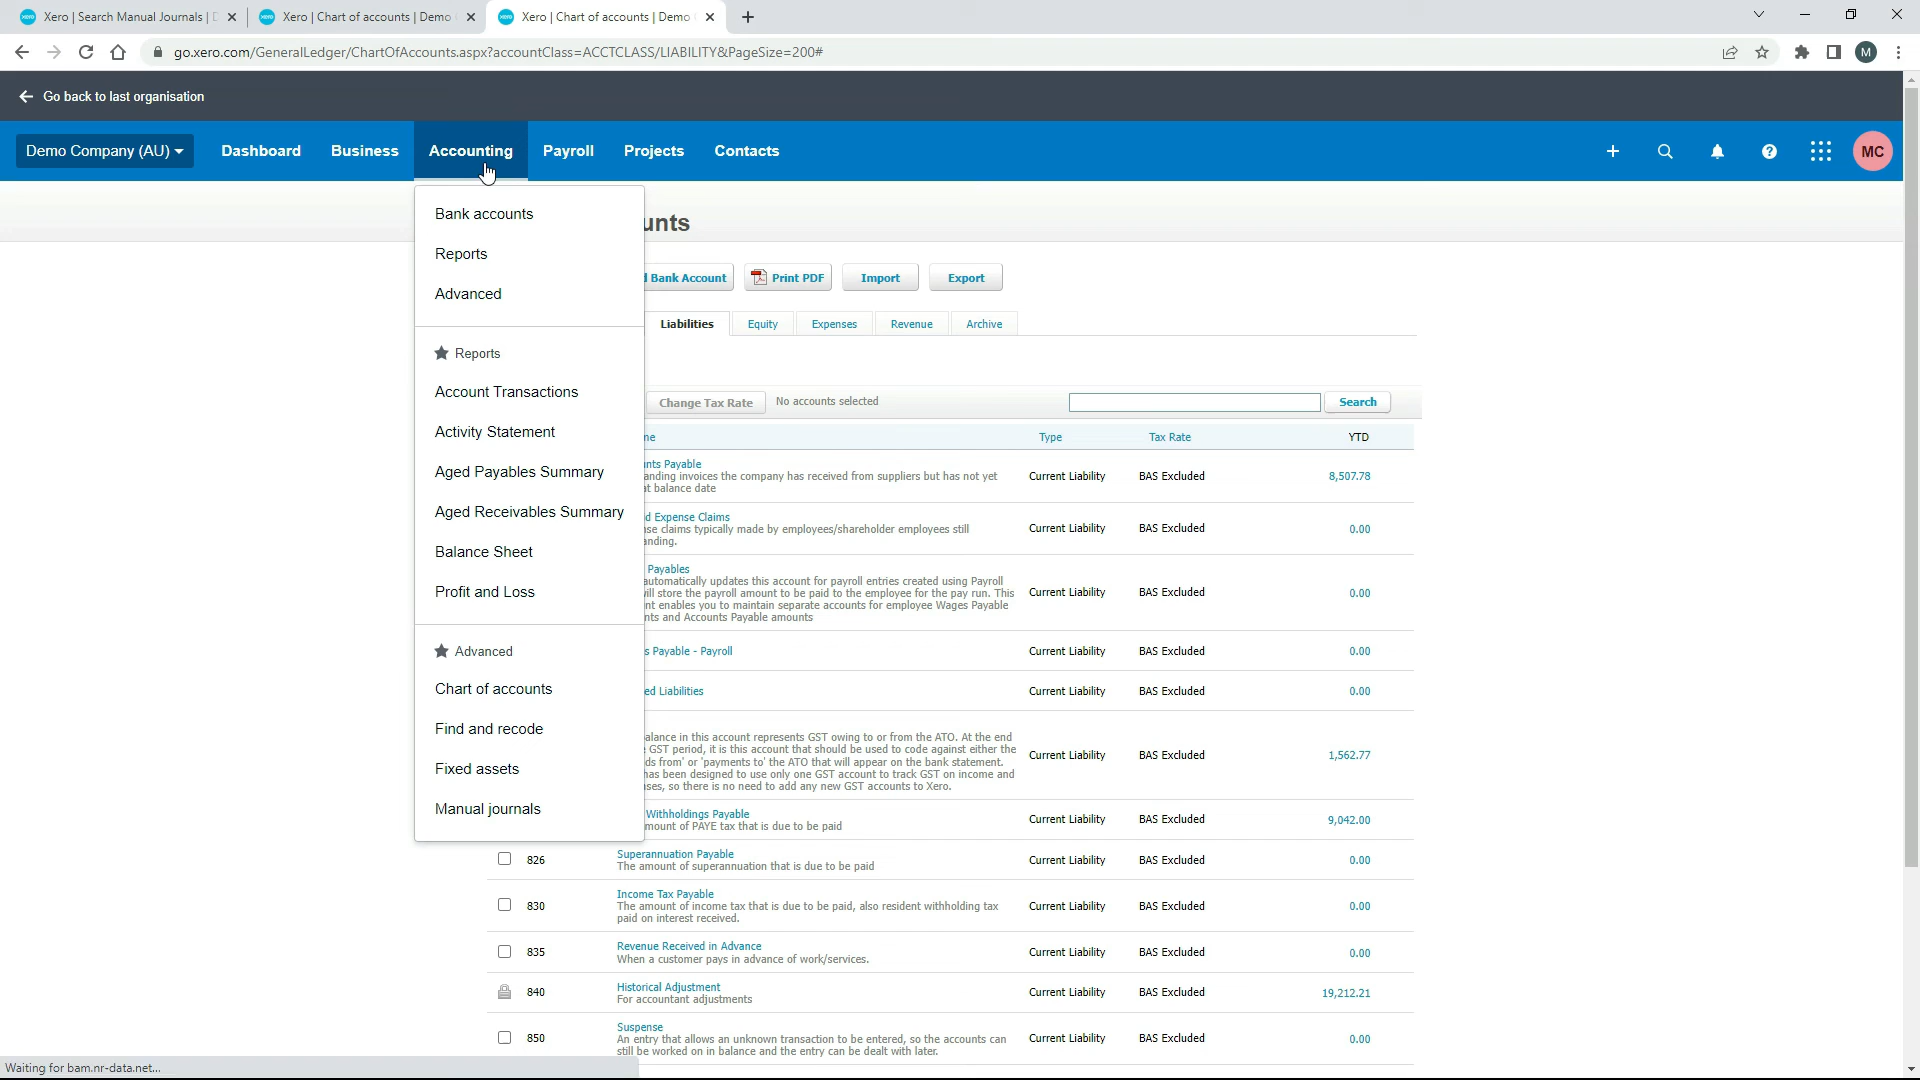 Xero | Search Manual Journals |
Xero | Chart of accounts | Demo
Xero | Chart of accounts | Demo
go.xero.com/GeneralLedger/ChartOfAccounts.aspx?accountClass=ACCTCLASS/LIABILITY&PageSize=200#
M
Go back to last organisation
Demo Company (AU)
Dashboard
Business
Accounting
Payroll
Projects
Contacts
MC
Bank accounts
Reports
Advanced
Reports
Account Transactions
Activity Statement
Aged Payables Summary
Aged Receivables Summary
Balance Sheet
Profit and Loss
Advanced
Chart of accounts
Find and recode
Fixed assets
Manual journals
unts
d Bank Account
Print PDF
Import
Export
Liabilities
Equity
Expenses
Revenue
Archive
Change Tax Rate
No accounts selected
Search
me
Type
Tax Rate
YTD
unts Payable
anding invoices the company has received from suppliers but has not yet
at balance date
Current Liability
BAS Excluded
8,507.78
d Expense Claims
se claims typically made by employees/shareholder employees still
anding.
Current Liability
BAS Excluded
0.00
Payables
automatically updates this account for payroll entries created using Payroll
will store the payroll amount to be paid to the employee for the pay run. This
nt enables you to maintain separate accounts for employee Wages Payable
nts and Accounts Payable amounts
Current Liability
BAS Excluded
0.00
s Payable - Payroll
Current Liability
BAS Excluded
0.00
ed Liabilities
Current Liability
BAS Excluded
0.00
alance in this account represents GST owing to or from the ATO. At the end
GST period, it is this account that should be used to code against either the
ds from' or 'payments to' the ATO that will appear on the bank statement.
has been designed to use only one GST account to track GST on income and
ses, so there is no need to add any new GST accounts to Xero.
Current Liability
BAS Excluded
1,562.77
Withholdings Payable
mount of PAYE tax that is due to be paid
Current Liability
BAS Excluded
9,042.00
826
Superannuation Payable
The amount of superannuation that is due to be paid
Current Liability
BAS Excluded
0.00
830
Income Tax Payable
The amount of income tax that is due to be paid, also resident withholding tax
paid on interest received.
Current Liability
BAS Excluded
0.00
835
Revenue Received in Advance
When a customer pays in advance of work/services.
Current Liability
BAS Excluded
0.00
840
Historical Adjustment
For accountant adjustments
Current Liability
BAS Excluded
19,212.21
850
Suspense
An entry that allows an unknown transaction to be entered, so the accounts can
still be worked on in balance and the entry can be dealt with later.
Current Liability
BAS Excluded
0.00
Waiting for bam.nr-data.net...